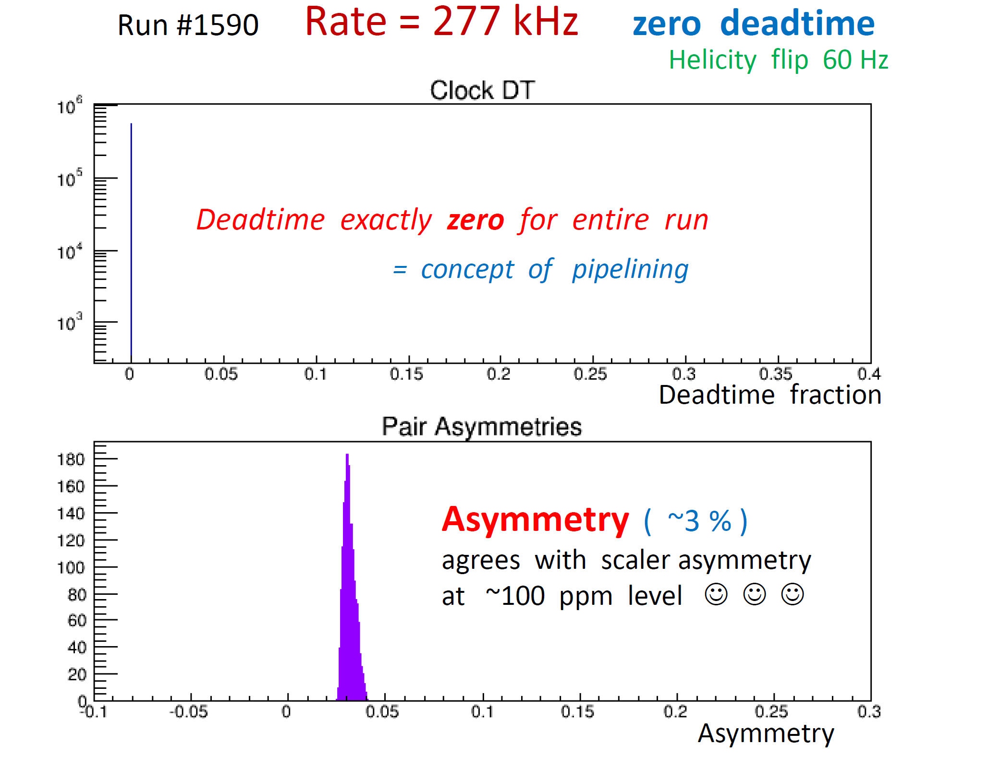 Run #1590 Rate = 277 kHz zero deadtime
Helicity flip 60 Hz
Clock DT
10^6
10^5
Deadtime exactly zero for entire run
10^4
= concept of pipelining
10^3
0 0.05 0.1 0.15 0.2 0.25 0.3 0.35 0.4
Deadtime fraction
Pair Asymmetries
180
160
140
Asymmetry ( ~3 % )
120
100
agrees with scaler asymmetry
80
at ~100 ppm level ☺ ☺ ☺
60
40
20
0
-0.1 -0.05 0 0.05 0.1 0.15 0.2 0.25 0.3
Asymmetry